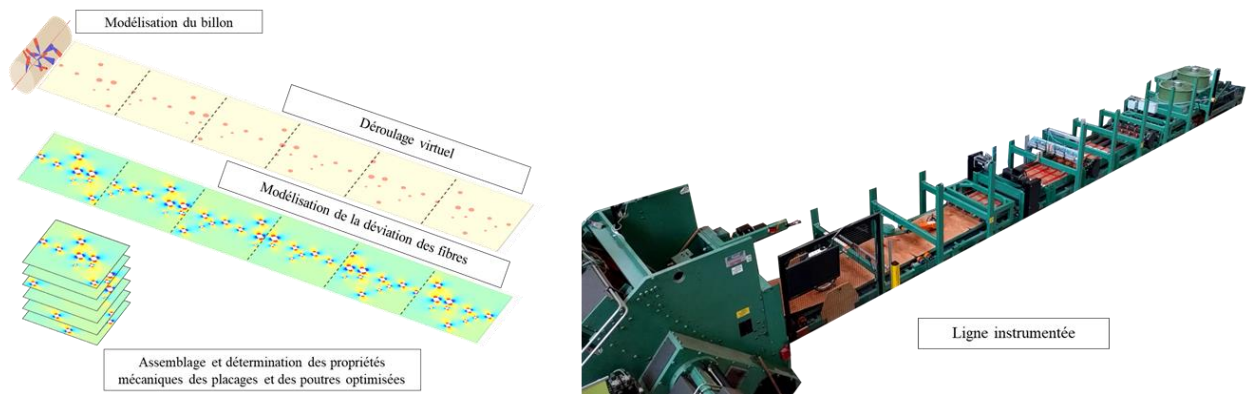 Modélisation du billon
Déroulage virtuel
Modélisation de la déviation des fibres
Assemblage et détermination des propriétés
mécaniques des placages et des poutres optimisées
Ligne instrumentée